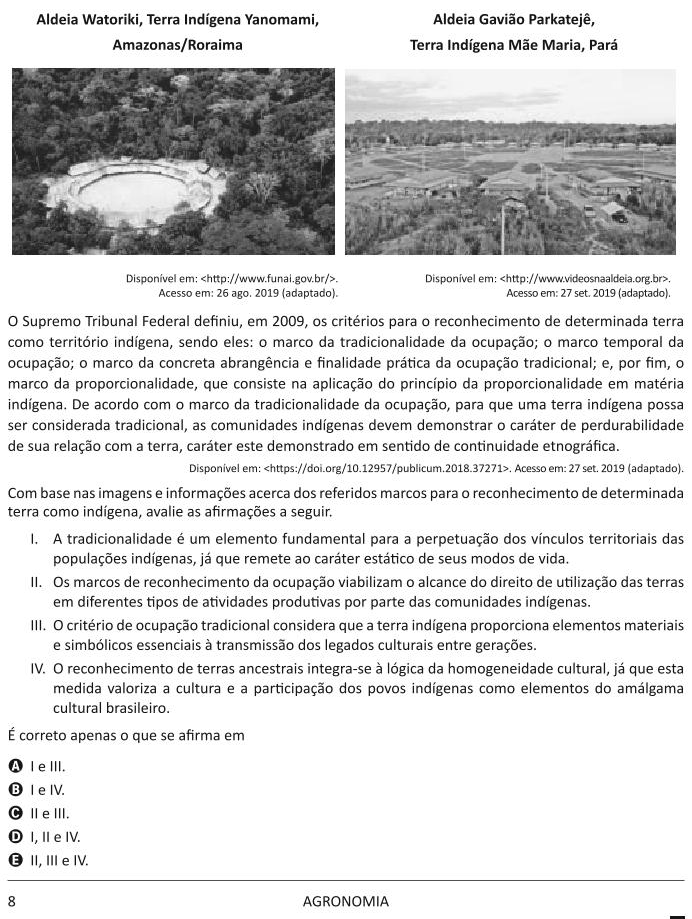 Aldeia Watoriki, Terra Indígena Yanomami,
Amazonas/Roraima
Aldeia Gavião Parkatejê,
Terra Indígena Mãe Maria, Pará
Disponível em: <http://www.funai.gov.br/>.
Acesso em: 26 ago. 2019 (adaptado).
Disponível em: <http://www.videosnaaldeia.org.br>.
Acesso em: 27 set. 2019 (adaptado).
O Supremo Tribunal Federal definiu, em 2009, os critérios para o reconhecimento de determinada terra
como território indígena, sendo eles: o marco da tradicionalidade da ocupação; o marco temporal da
ocupação; o marco da concreta abrangência e finalidade prática da ocupação tradicional; e, por fim, o
marco da proporcionalidade, que consiste na aplicação do princípio da proporcionalidade em matéria
indígena. De acordo com o marco da tradicionalidade da ocupação, para que uma terra indígena possa
ser considerada tradicional, as comunidades indígenas devem demonstrar o caráter de perdurabilidade
de sua relação com a terra, caráter este demonstrado em sentido de continuidade etnográfica.
Disponível em: <https://doi.org/10.12957/publicum.2018.37271>. Acesso em: 27 set. 2019 (adaptado).
Com base nas imagens e informações acerca dos referidos marcos para o reconhecimento de determinada
terra como indígena, avalie as afirmações a seguir.
I. A tradicionalidade é um elemento fundamental para a perpetuação dos vínculos territoriais das
populações indígenas, já que remete ao caráter estático de seus modos de vida.
II. Os marcos de reconhecimento da ocupação viabilizam o alcance do direito de utilização das terras
em diferentes tipos de atividades produtivas por parte das comunidades indígenas.
III. O critério de ocupação tradicional considera que a terra indígena proporciona elementos materiais
e simbólicos essenciais à transmissão dos legados culturais entre gerações.
IV. O reconhecimento de terras ancestrais integra-se à lógica da homogeneidade cultural, já que esta
medida valoriza a cultura e a participação dos povos indígenas como elementos do amálgama
cultural brasileiro.
É correto apenas o que se afirma em
A I e III.
B I e IV.
C II e III.
D I, II e IV.
E II, III e IV.
8
AGRONOMIA